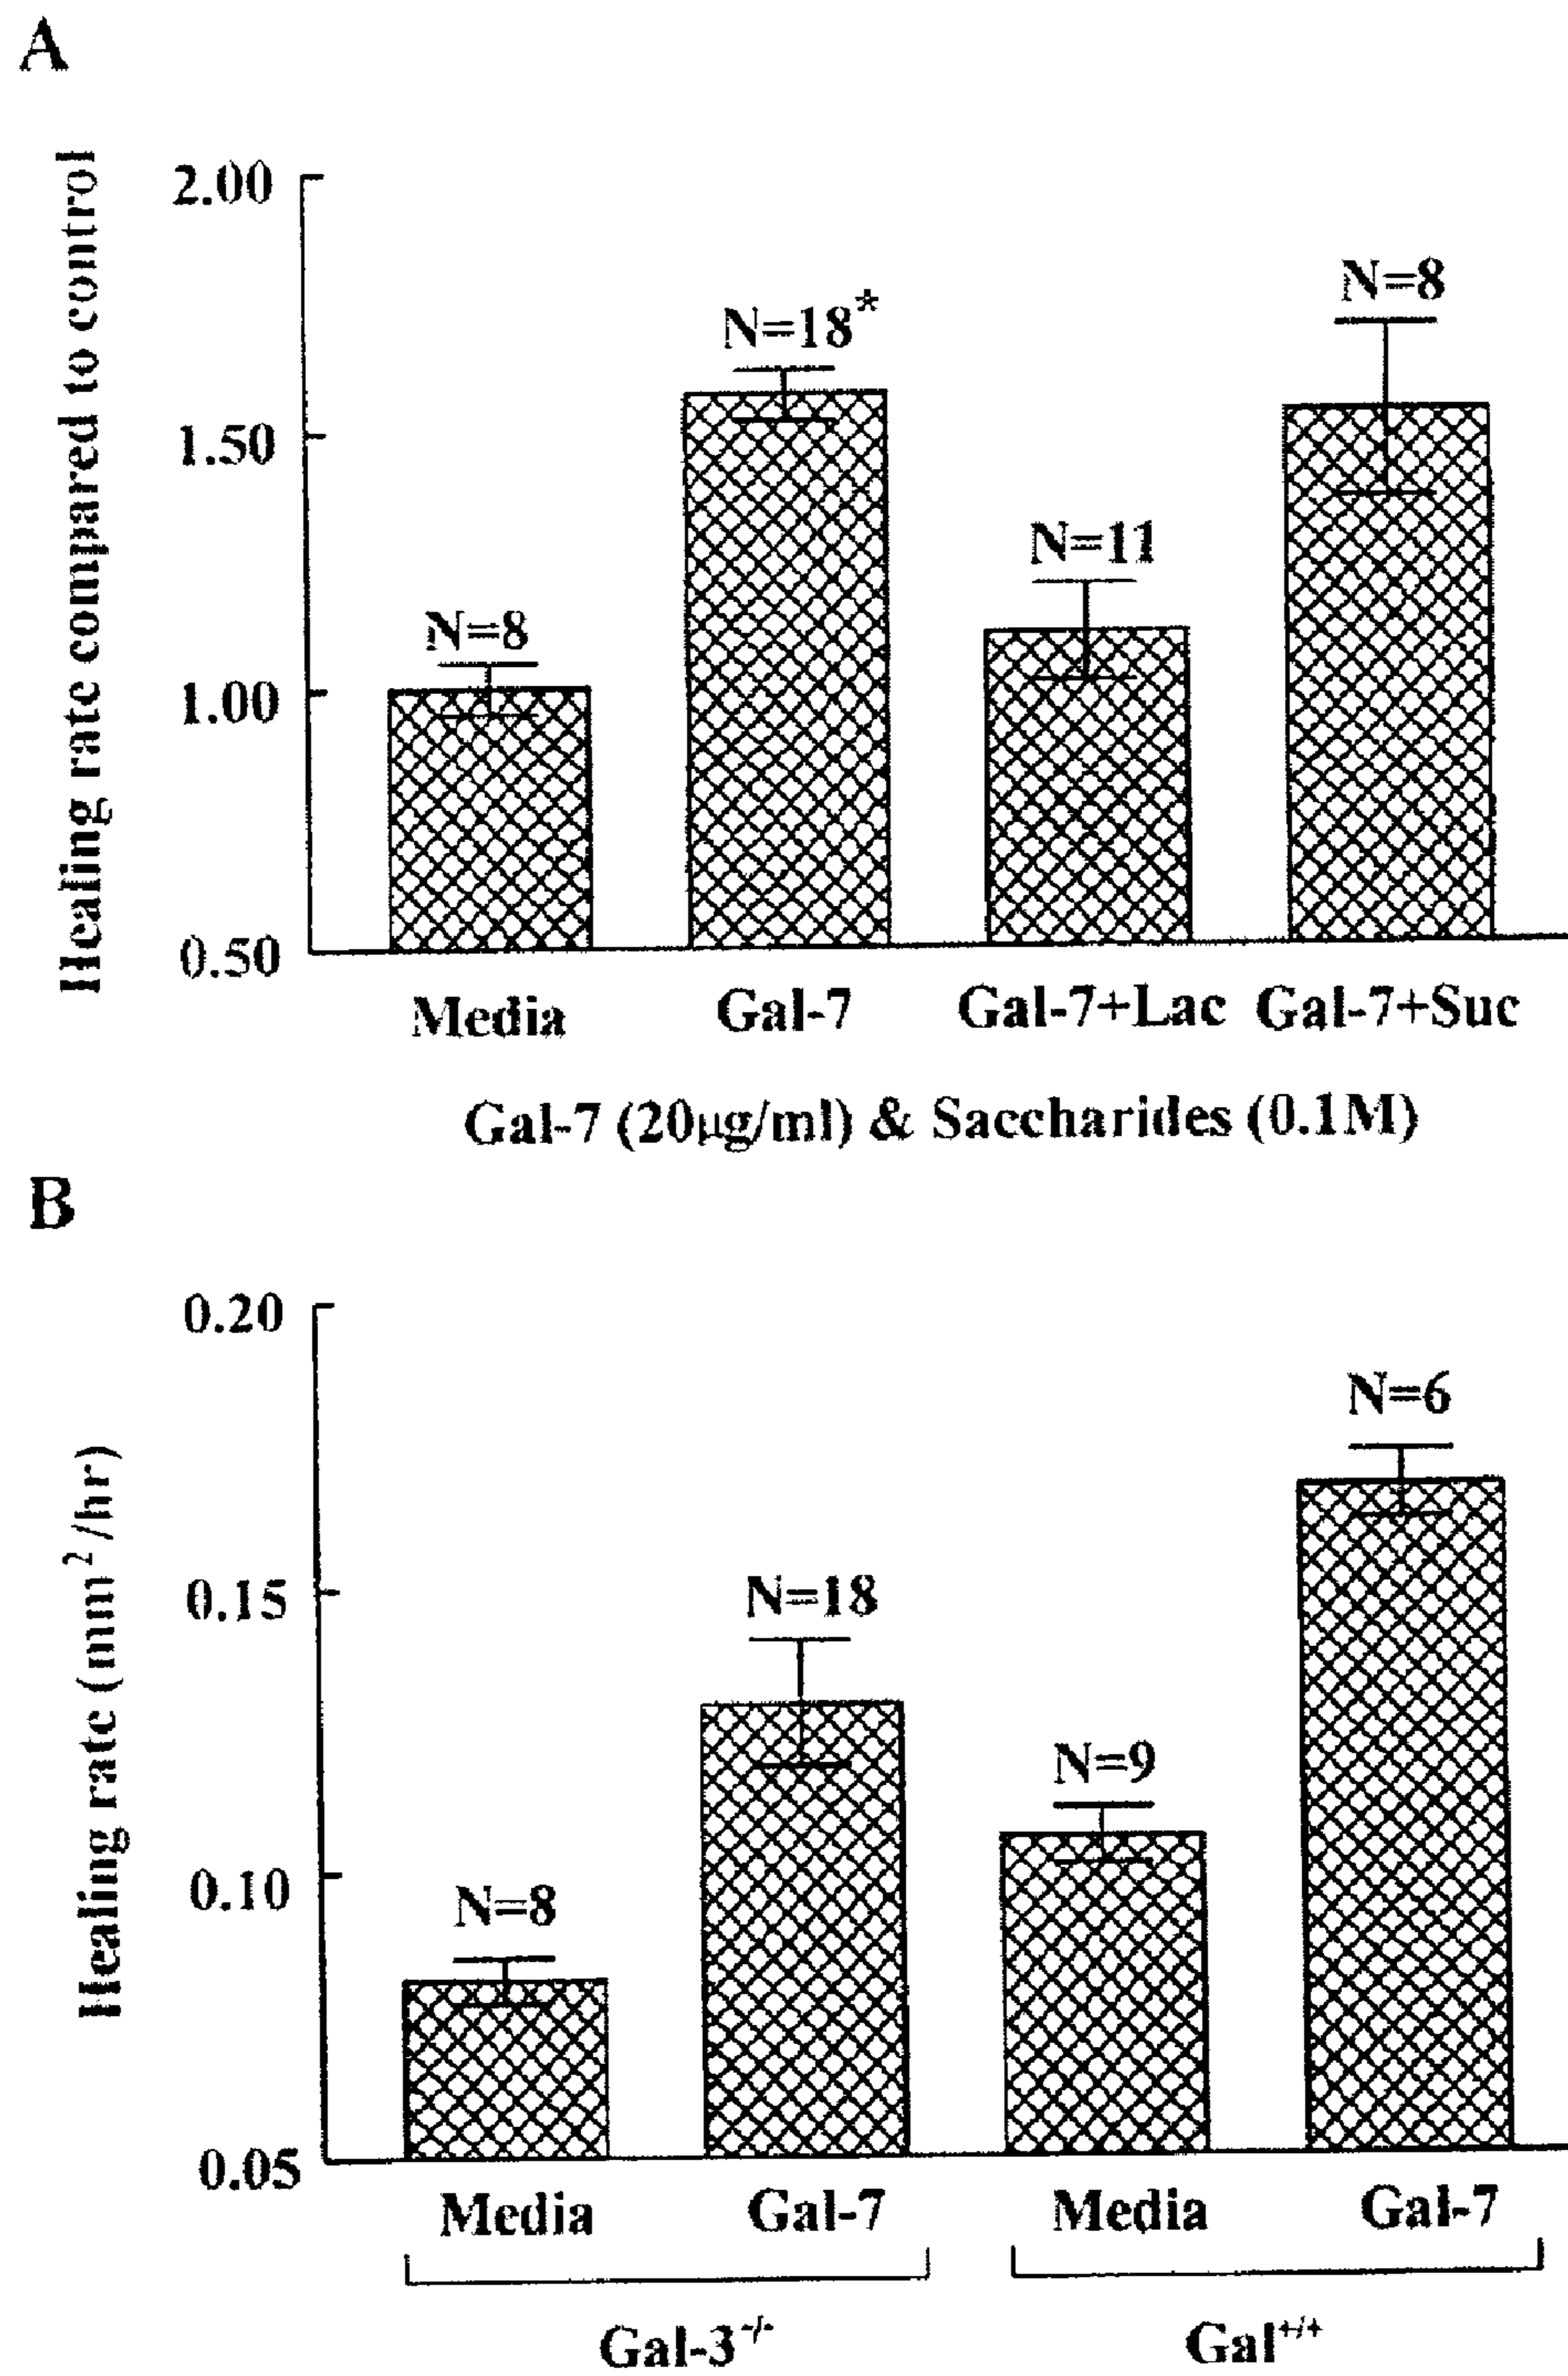 A
Healing rate compared to control
2.00
1.50
1.00
0.50
N=8
N=18*
N=11
N=8
Media
Gal-7
Gal-7+Lac
Gal-7+Suc
Gal-7 (20µg/ml) & Saccharides (0.1M)
B
Healing rate (mm²/hr)
0.20
0.15
0.10
0.05
N=8
N=18
N=9
N=6
Media
Gal-7
Media
Gal-7
Gal-3⁻/⁻
Gal⁺/⁺